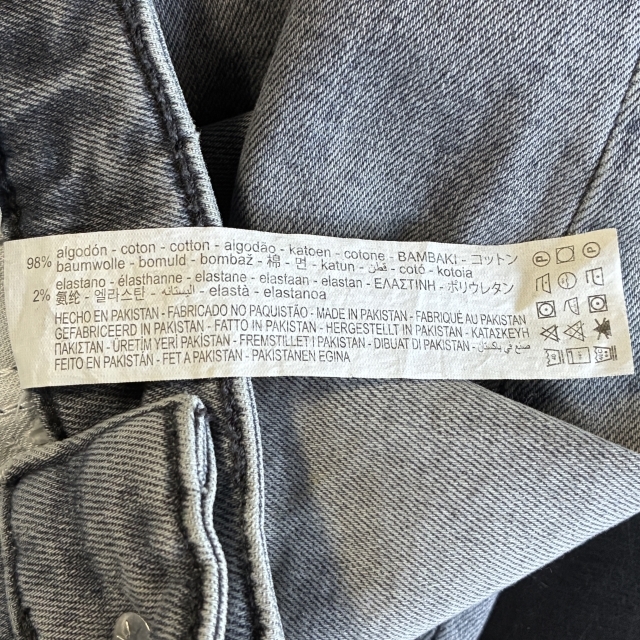 98% algodón - coton - cotton - algodão - katoen - cotone - BAMBAKI - コットン
baumwolle - bomuld - bombaž - 棉 - 면 - katun - قطن - cotó - kotoia
2% elastano - élasthanne - elastane - elastaan - elastan - ΕΛΑΣΤΙΝΗ - ポリウレタン
氨纶 - 엘라스탄 - - elastà - elastanoa
HECHO EN PAKISTAN - FABRICADO NO PAQUISTÃO - MADE IN PAKISTAN - FABRIQUÉ AU PAKISTAN
GEFABRICEERD IN PAKISTAN - FATTO IN PAKISTAN - HERGESTELLT IN PAKISTAN - ΚΑΤΑΣΚΕΥΗ
ΠΑΚΙΣΤΑΝ - ÜRETİM YERİ PAKİSTAN - FREMSTILLET I PAKISTAN - DIBUAT DI PAKISTAN - صنع في باكستان
FEITO EN PAKISTÁN - FET A PAKISTAN - PAKISTANEN EGINA